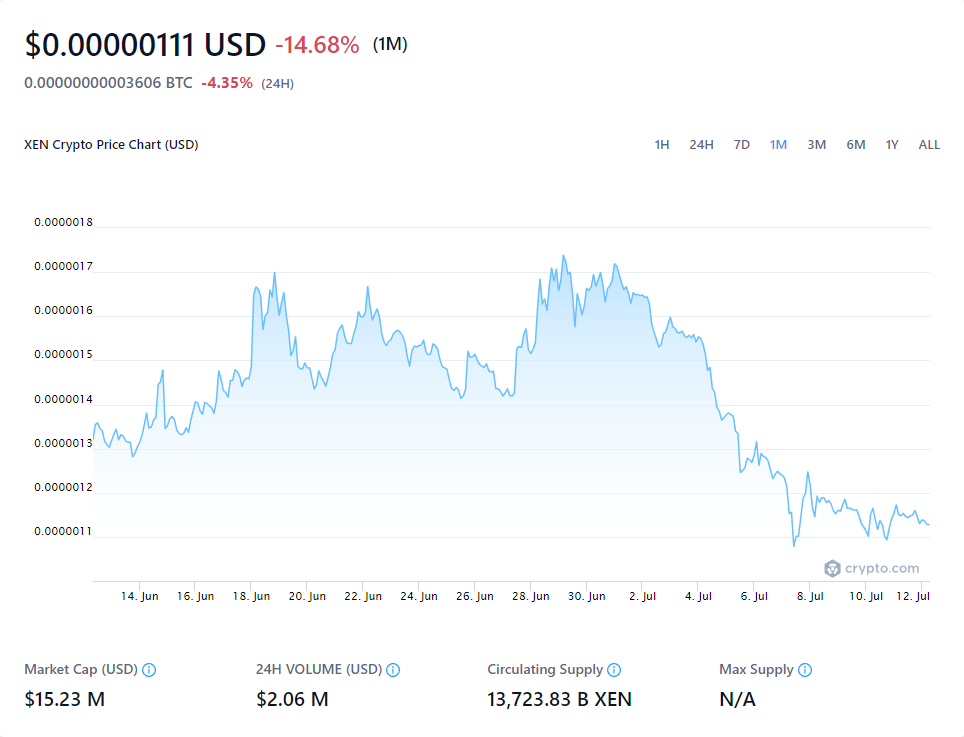 $0.00000111 USD -14.68% (1M)
0.00000000003606 BTC -4.35% (24H)
XEN Crypto Price Chart (USD) 1H 24H 7D 1M 3M 6M 1Y ALL
0.0000018
0.0000017
0.0000016
0.0000015
0.0000014
0.0000013
0.0000012
0.0000011
crypto.com
14. Jun 16. Jun 18. Jun 20. Jun 22. Jun 24. Jun 26. Jun 28. Jun 30. Jun 2. Jul 4. Jul 6. Jul 8. Jul 10. Jul 12. Jul
Market Cap (USD) 24H VOLUME (USD) Circulating Supply Max Supply
$15.23 M $2.06 M 13,723.83 B XEN N/A